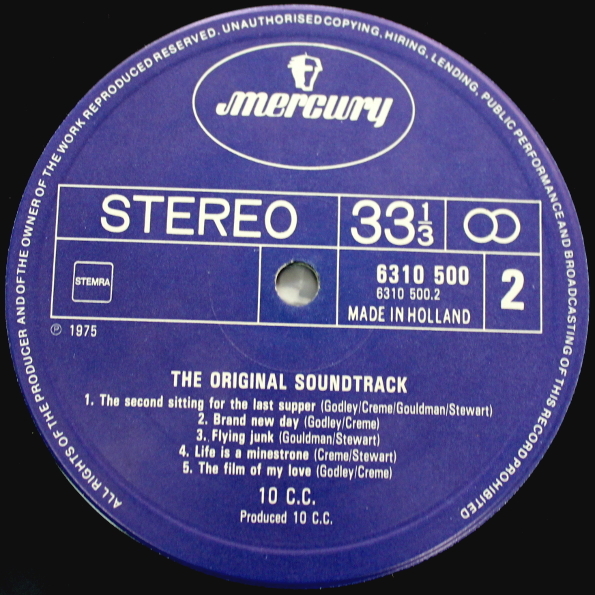 ALL RIGHTS OF THE PRODUCER AND OF THE OWNER OF THE WORK REPRODUCED RESERVED. UNAUTHORISED COPYING, HIRING, LENDING, PUBLIC PERFORMANCE AND BROADCASTING OF THIS RECORD PROHIBITED
mercury
STEREO 33 1/3
STEMRA
6310 500
6310 500.2
MADE IN HOLLAND
2
℗ 1975
THE ORIGINAL SOUNDTRACK
1. The second sitting for the last supper (Godley/Creme/Gouldman/Stewart)
2. Brand new day (Godley/Creme)
3. Flying junk (Gouldman/Stewart)
4. Life is a minestrone (Creme/Stewart)
5. The film of my love (Godley/Creme)
10 C.C.
Produced 10 C.C.